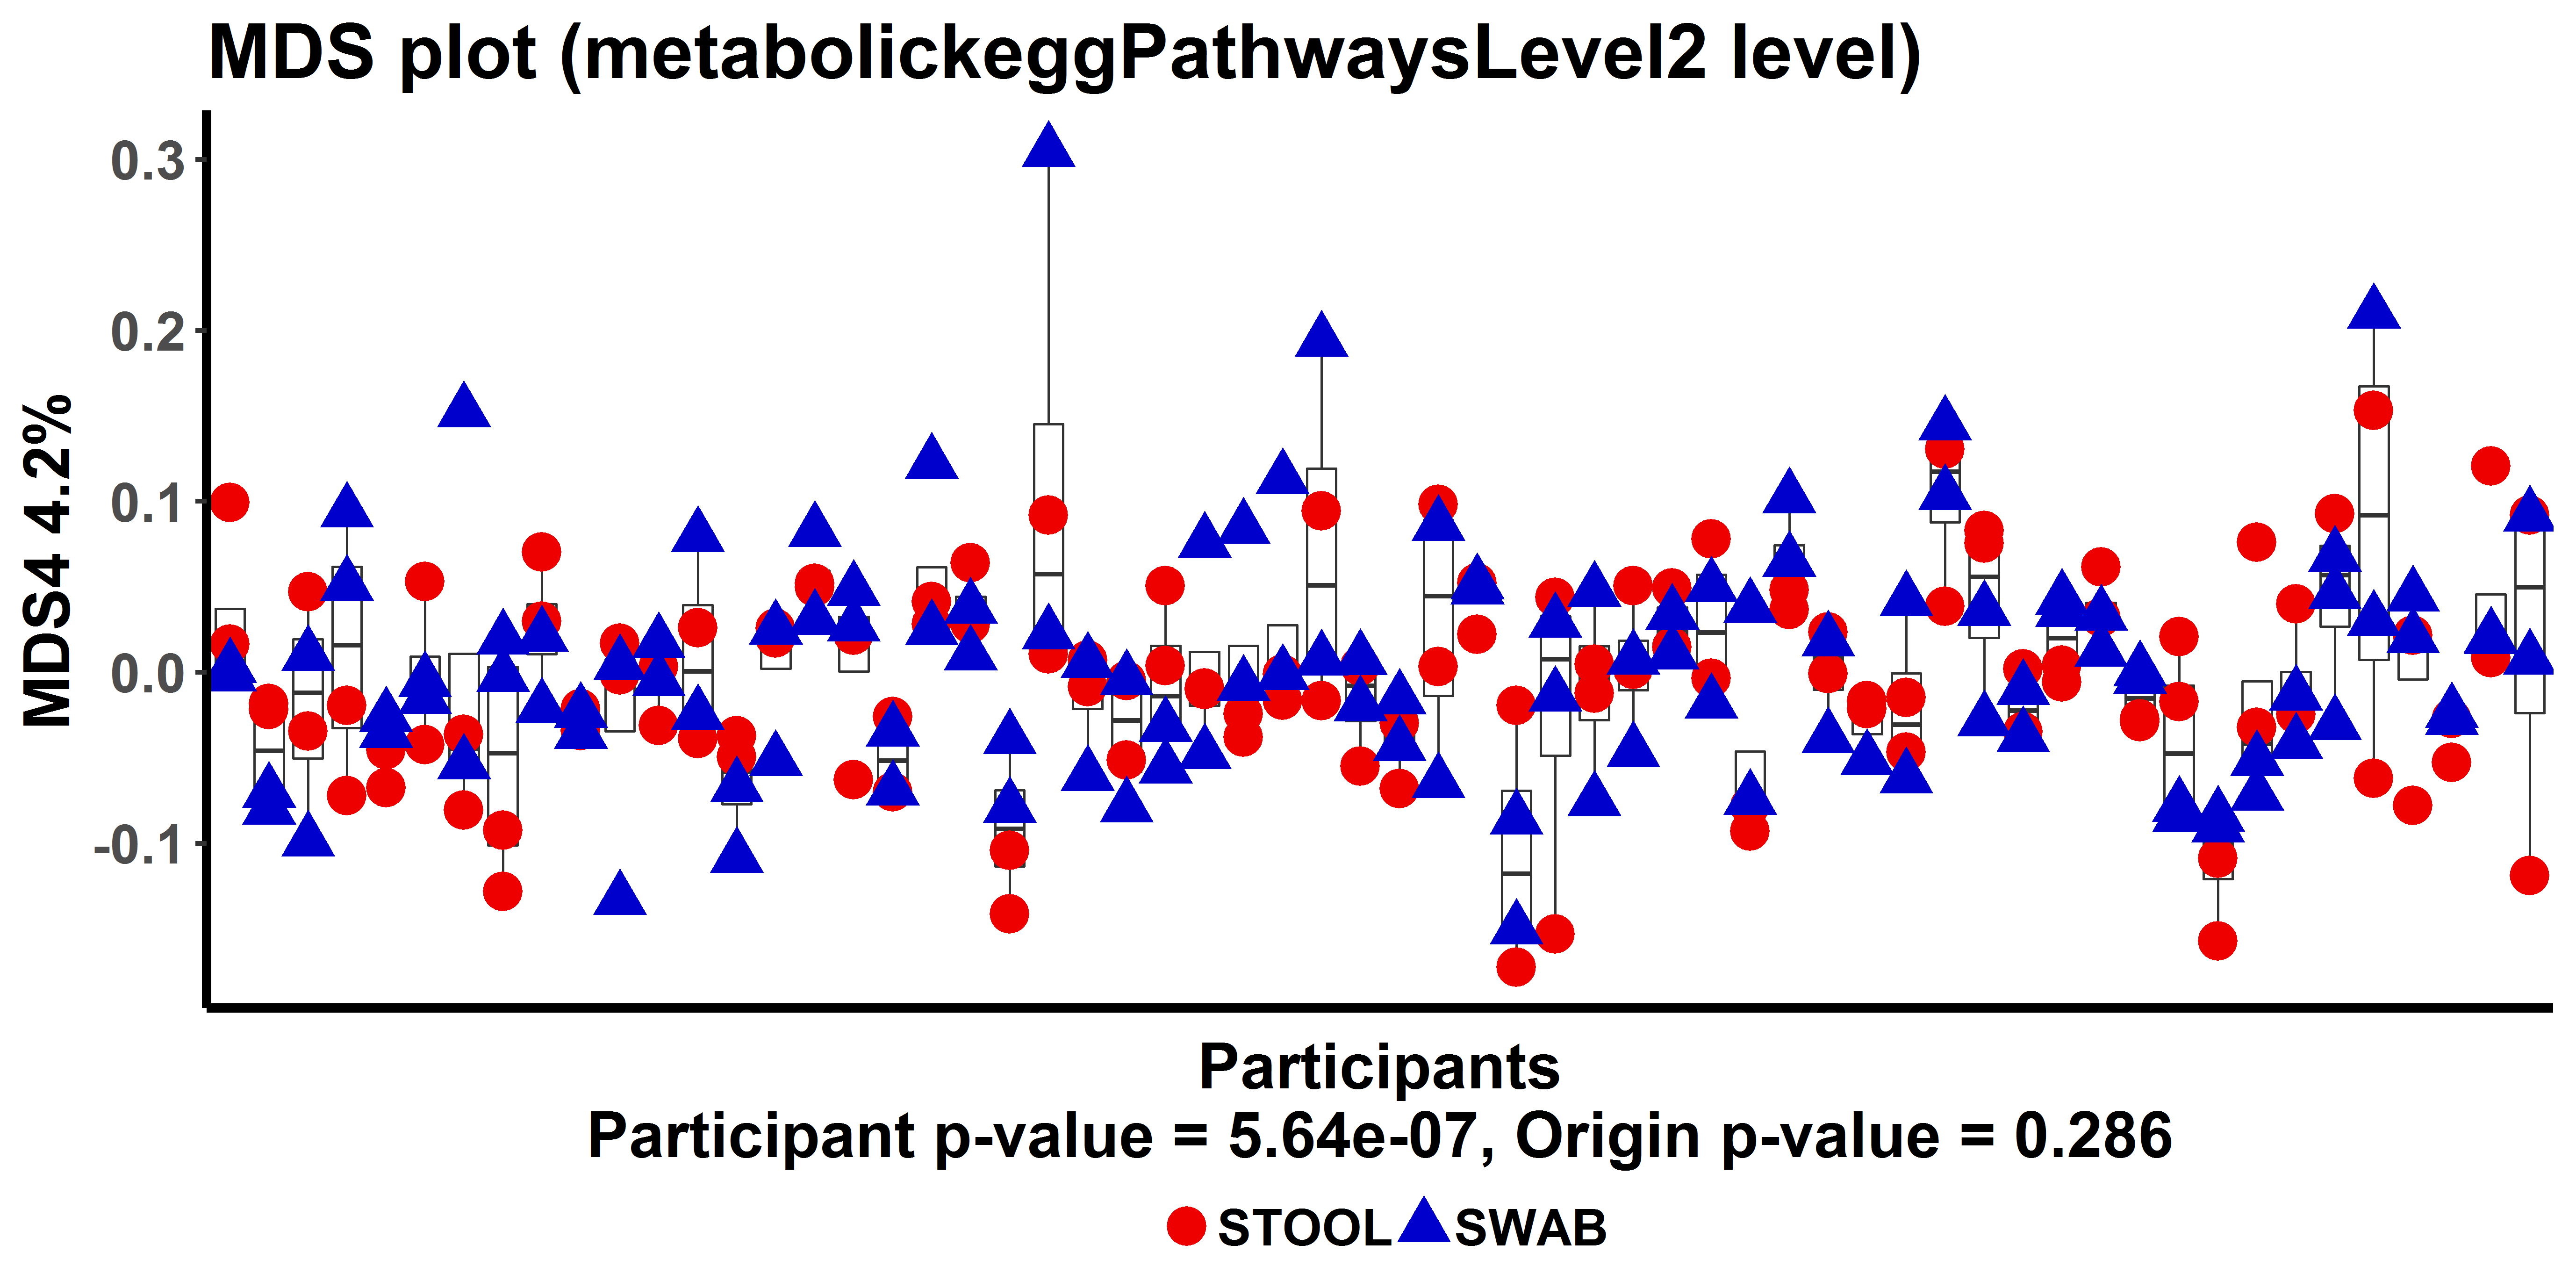 MDS plot (metabolickeggPathwaysLevel2 level)
MDS4 4.2%
0.3
0.2
0.1
0.0
-0.1
Participants
Participant p-value = 5.64e-07, Origin p-value = 0.286
STOOL SWAB